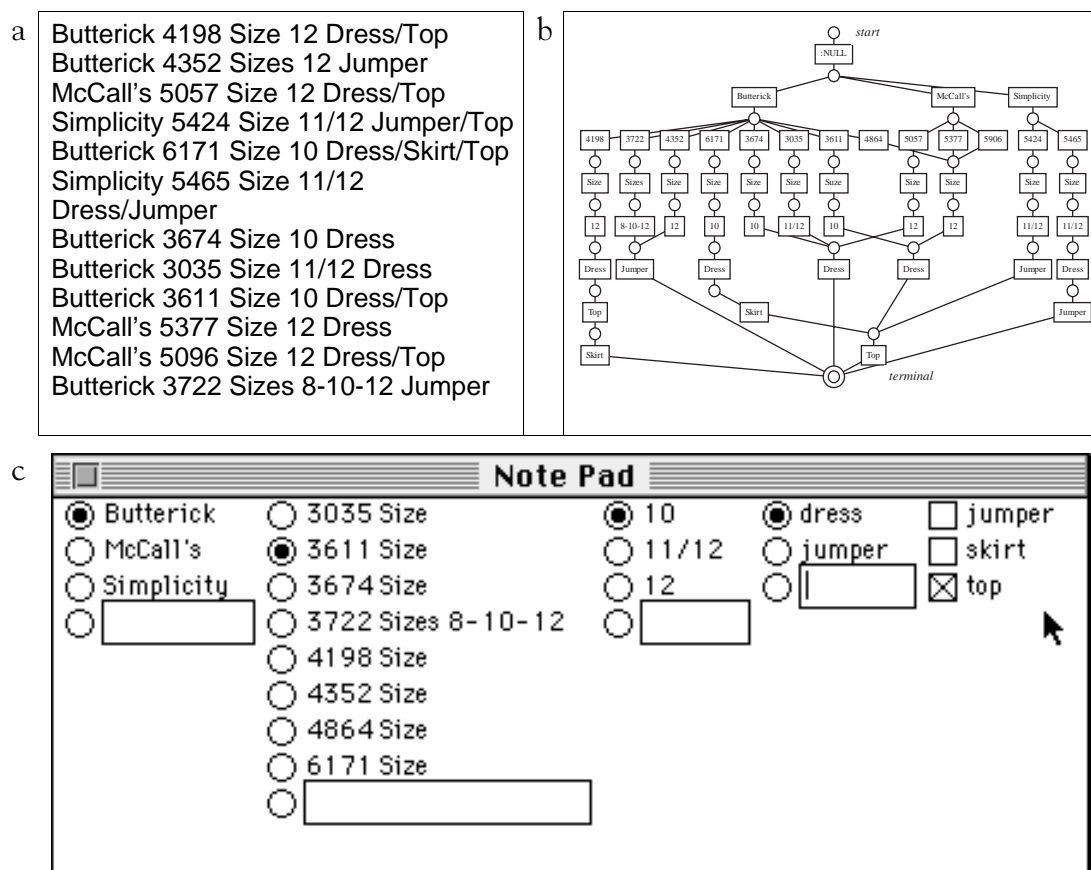 a
Butterick 4198 Size 12 Dress/Top
Butterick 4352 Sizes 12 Jumper
McCall's 5057 Size 12 Dress/Top
Simplicity 5424 Size 11/12 Jumper/Top
Butterick 6171 Size 10 Dress/Skirt/Top
Simplicity 5465 Size 11/12
Dress/Jumper
Butterick 3674 Size 10 Dress
Butterick 3035 Size 11/12 Dress
Butterick 3611 Size 10 Dress/Top
McCall's 5377 Size 12 Dress
McCall's 5096 Size 12 Dress/Top
Butterick 3722 Sizes 8-10-12 Jumper
b
start
:NULL
Butterick McCall's Simplicity
4198 3722 4352 6171 3674 3035 3611 4864 5057 5377 5906 5424 5465
Size Sizes Size Size Size Size Suze Size Size Size Size
12 8-10-12 12 10 10 11/12 10 12 12 11/12 11/12
Dress Jumper Dress Dress Dress Jumper Dress
Top Skirt Jumper
Skirt Top
terminal
c
Note Pad
Butterick 3035 Size 10 dress jumper
McCall's 3611 Size 11/12 jumper skirt
Simplicity 3674 Size 12 top
3722 Sizes 8-10-12
4198 Size
4352 Size
4864 Size
6171 Size